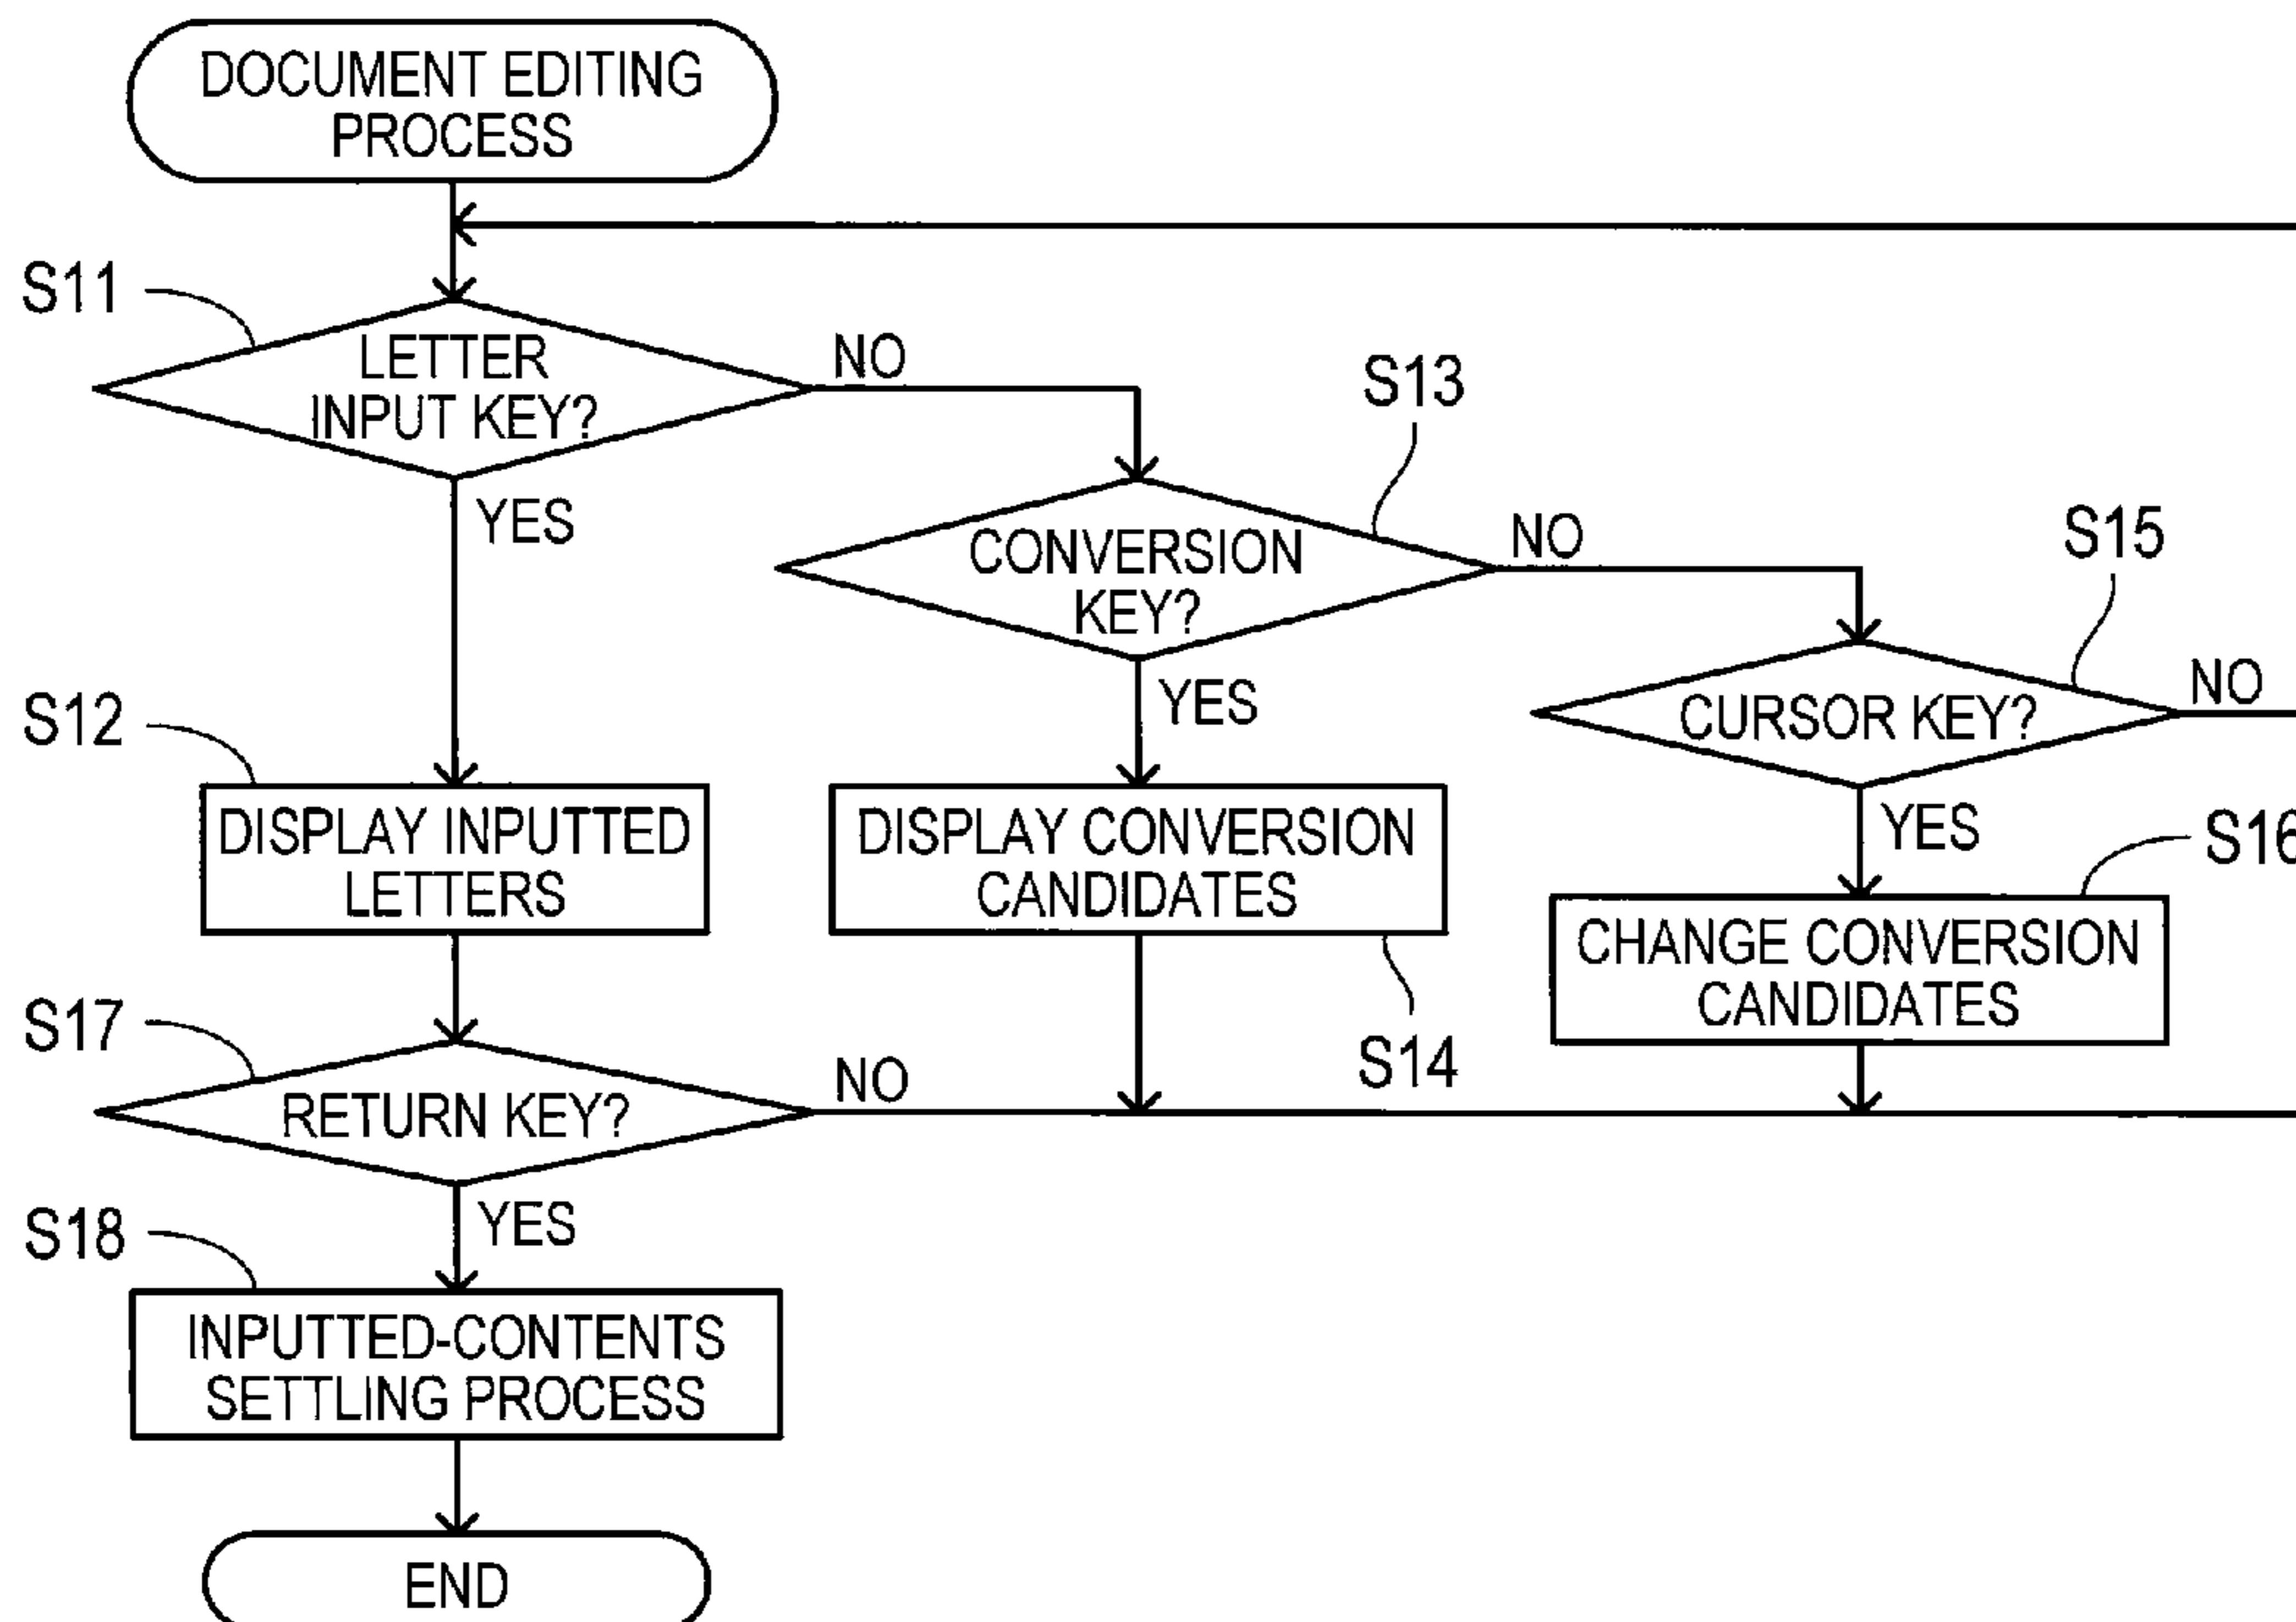 DOCUMENT EDITING
PROCESS
S11
LETTER
INPUT KEY?
NO
YES
S13
CONVERSION
KEY?
NO
YES
S15
CURSOR KEY?
NO
YES
S12
DISPLAY INPUTTED
LETTERS
DISPLAY CONVERSION
CANDIDATES
S14
S16
CHANGE CONVERSION
CANDIDATES
S17
RETURN KEY?
NO
YES
S18
INPUTTED-CONTENTS
SETTLING PROCESS
END